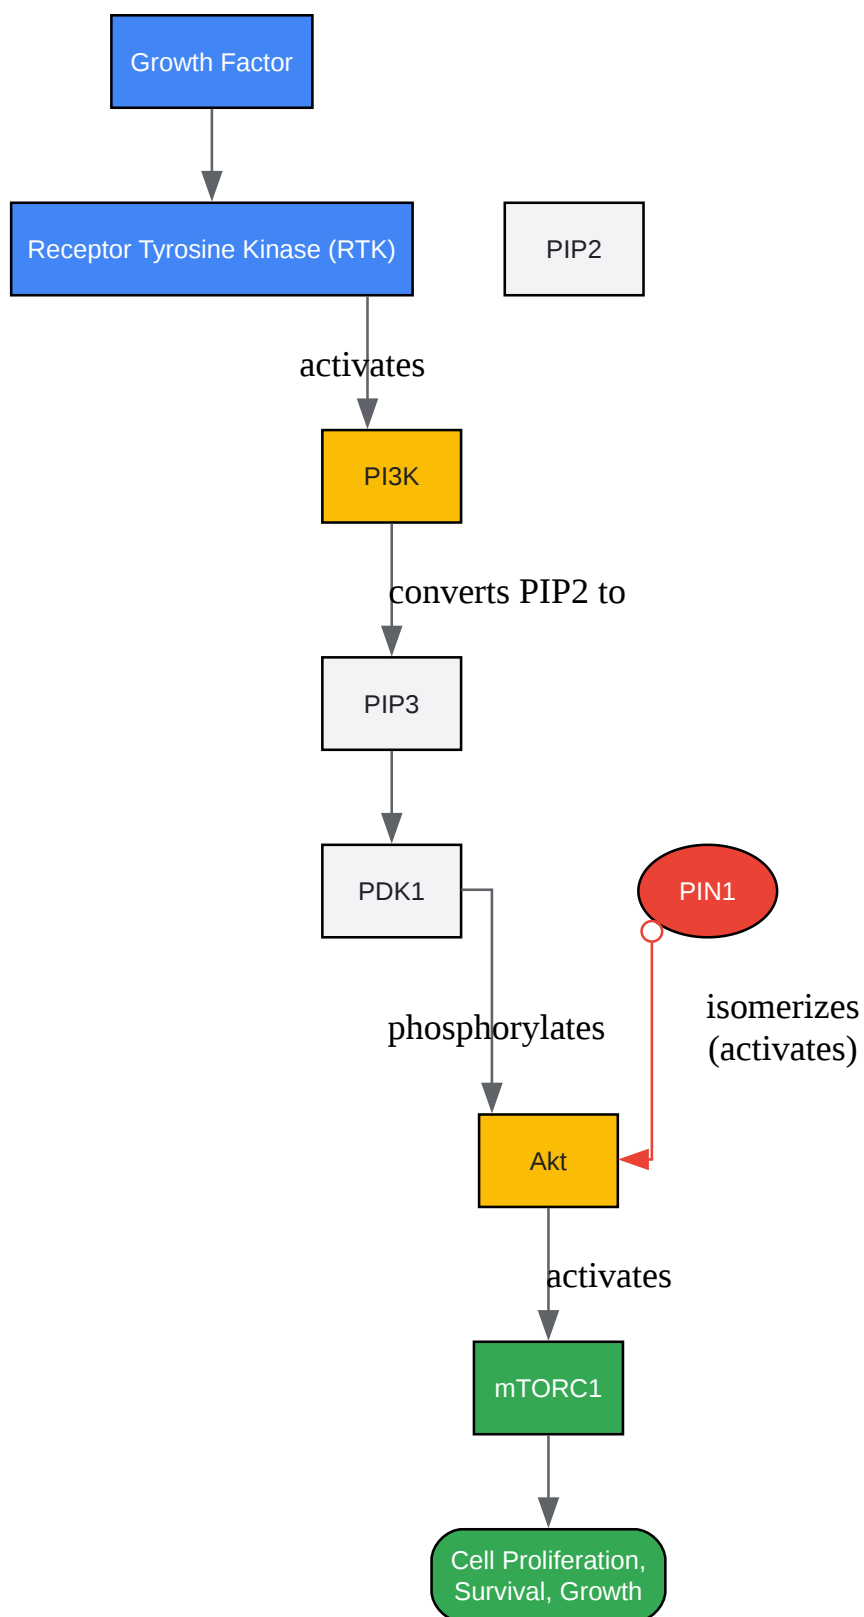 Growth Factor
Receptor Tyrosine Kinase (RTK)
PIP2
activates
PI3K
converts PIP2 to
PIP3
PDK1
PIN1
phosphorylates
isomerizes
(activates)
Akt
activates
mTORC1
Cell Proliferation,
Survival, Growth